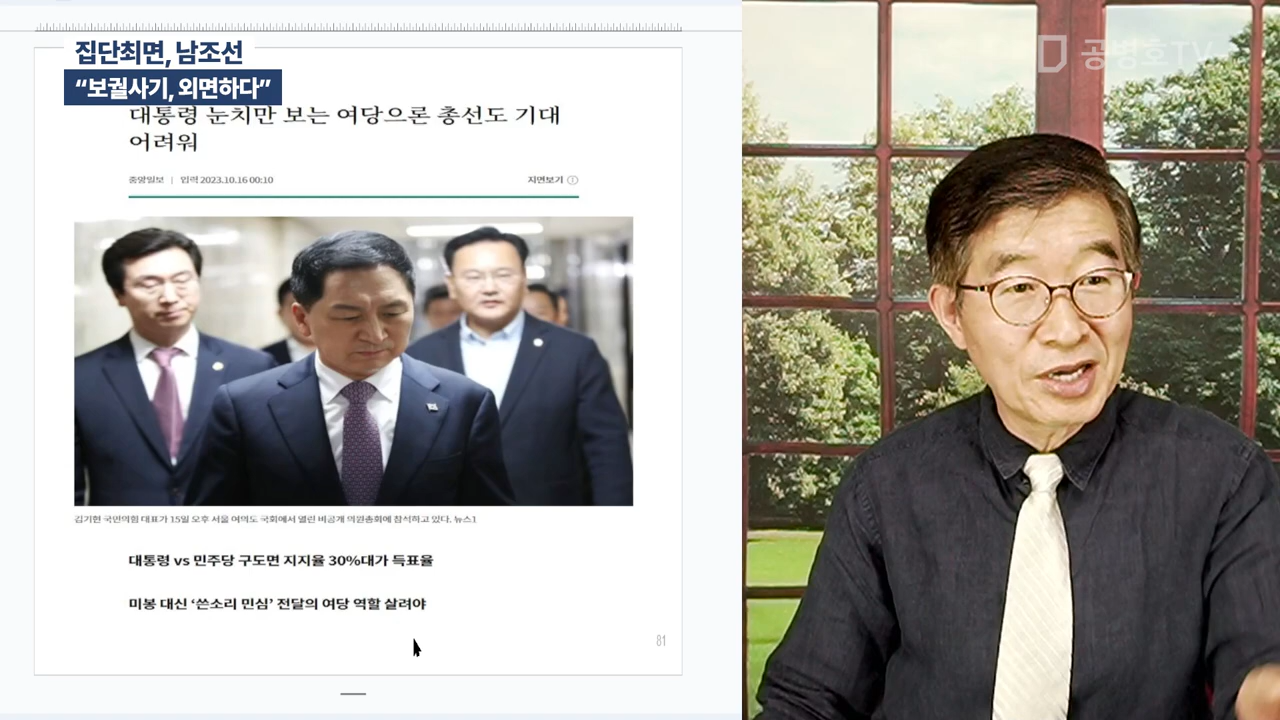 집단최면, 남조선
“보궐사기, 외면하다”
대통령 눈치만 보는 여당으론 총선도 기대
어려워
중앙일보 | 입력 2023.10.16 00:10
지면보기
김기현 국민의힘 대표가 15일 오후 서울 여의도 국회에서 열린 비공개 의원총회에 참석하고 있다. 뉴스1
대통령 vs 민주당 구도면 지지율 30%대가 득표율
미봉 대신 ‘쓴소리 민심’ 전달의 여당 역할 살려야
81
공병호TV